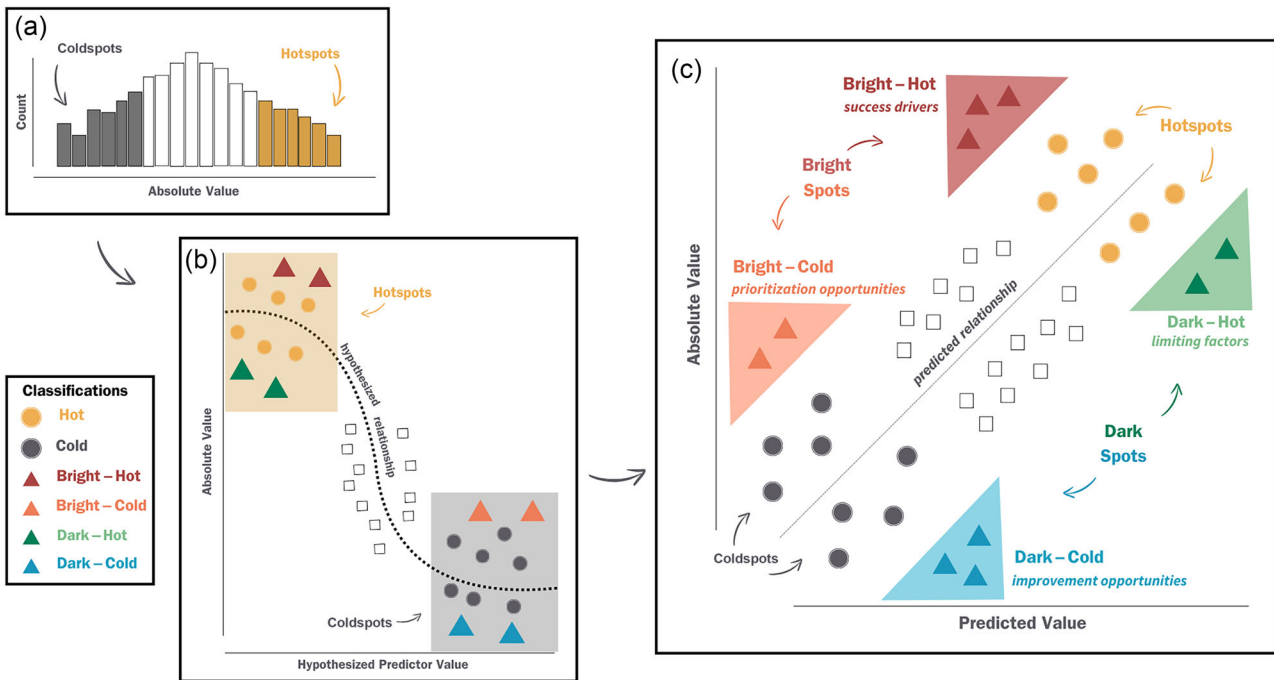 (a)
Coldspots
Hotspots
Count
Absolute Value
(b)
Hotspots
hypothesized relationship
Absolute Value
Coldspots
Hypothesized Predictor Value
Classifications
Hot
Cold
Bright – Hot
Bright – Cold
Dark – Hot
Dark – Cold
(c)
Bright – Hot
success drivers
Hotspots
Bright
Spots
Bright – Cold
prioritization opportunities
Absolute Value
predicted relationship
Dark – Hot
limiting factors
Dark
Spots
Coldspots
Dark – Cold
improvement opportunities
Predicted Value